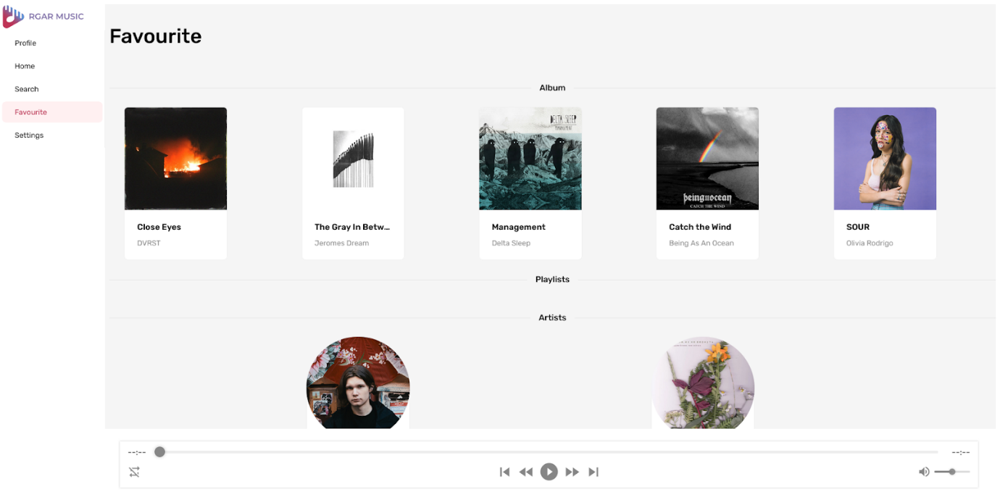 RGAR MUSIC
Profile
Home
Search
Favourite
Settings
Favourite
Album
DELTA SLEEP
MANAGEMENT
being as an ocean
CATCH THE WIND
Close Eyes
DVRST
The Gray In Betw...
Jeromes Dream
Management
Delta Sleep
Catch the Wind
Being As An Ocean
SOUR
Olivia Rodrigo
Playlists
Artists
--:--
--:--